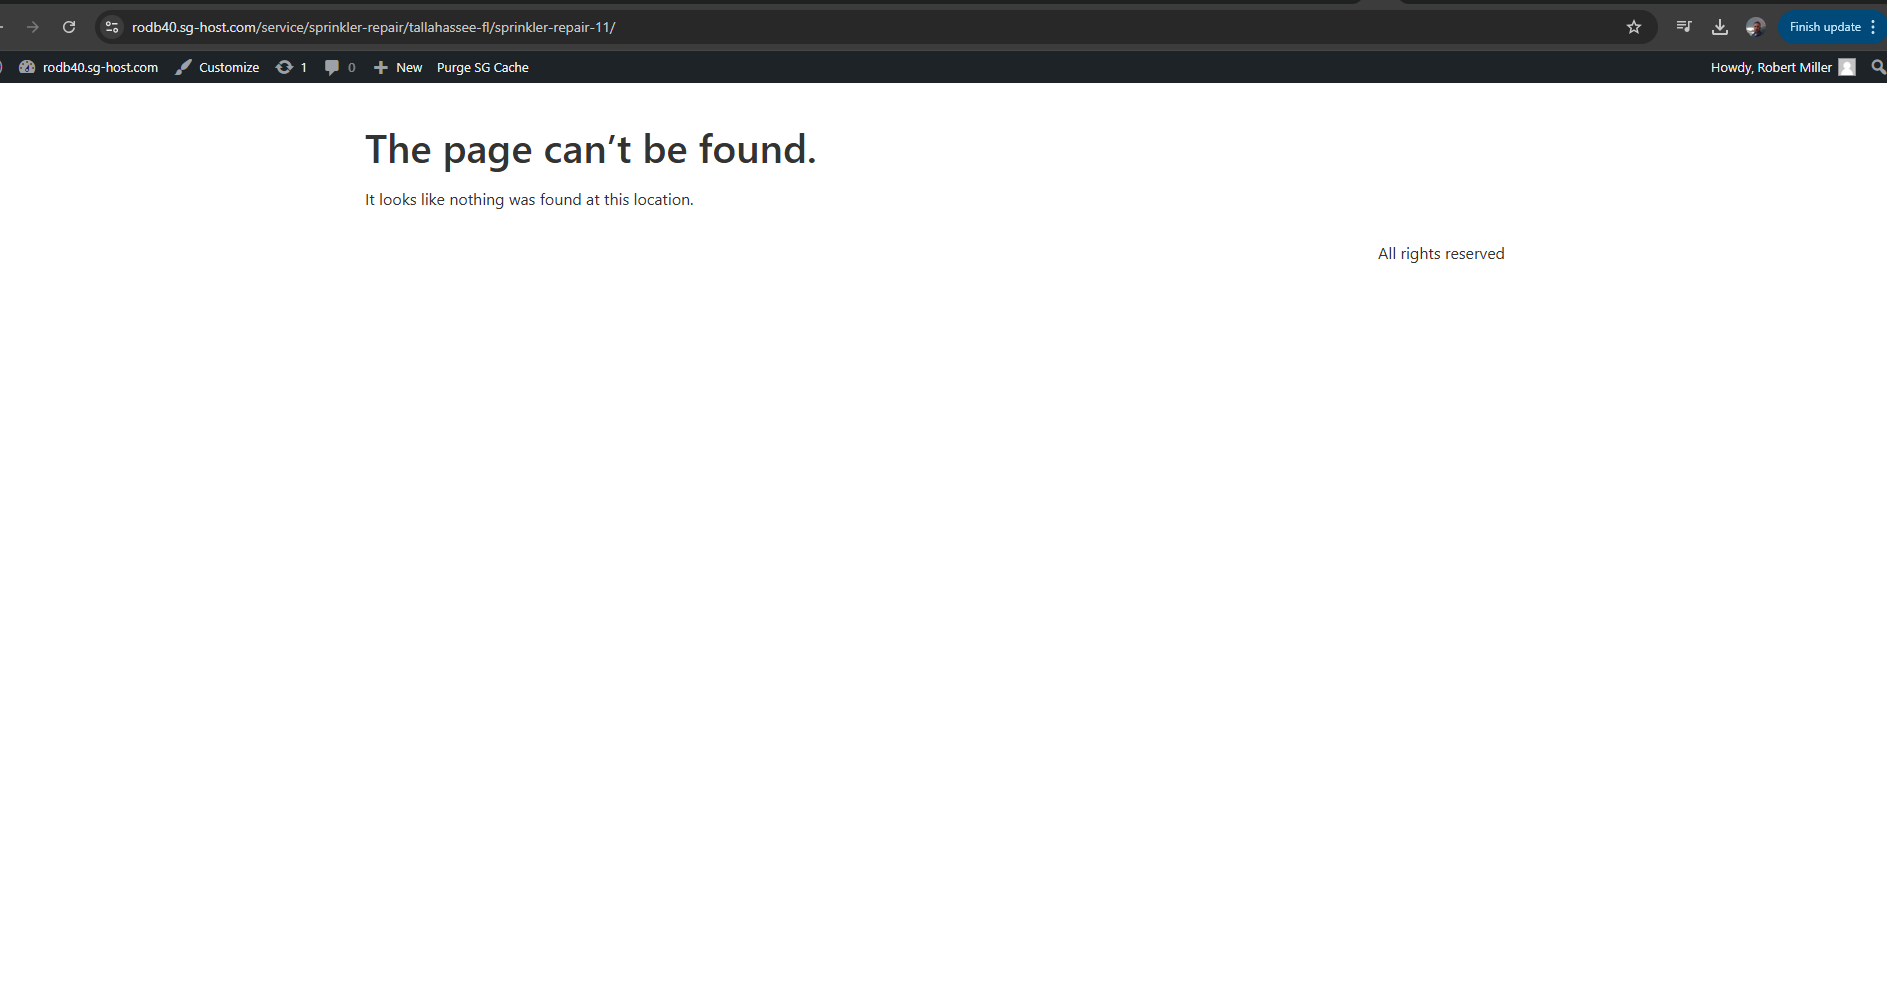 rodb40.sg-host.com/service/sprinkler-repair/tallahassee-fl/sprinkler-repair-11/
Finish update
rodb40.sg-host.com Customize 1 0 New Purge SG Cache
Howdy, Robert Miller
The page can’t be found.
It looks like nothing was found at this location.
All rights reserved